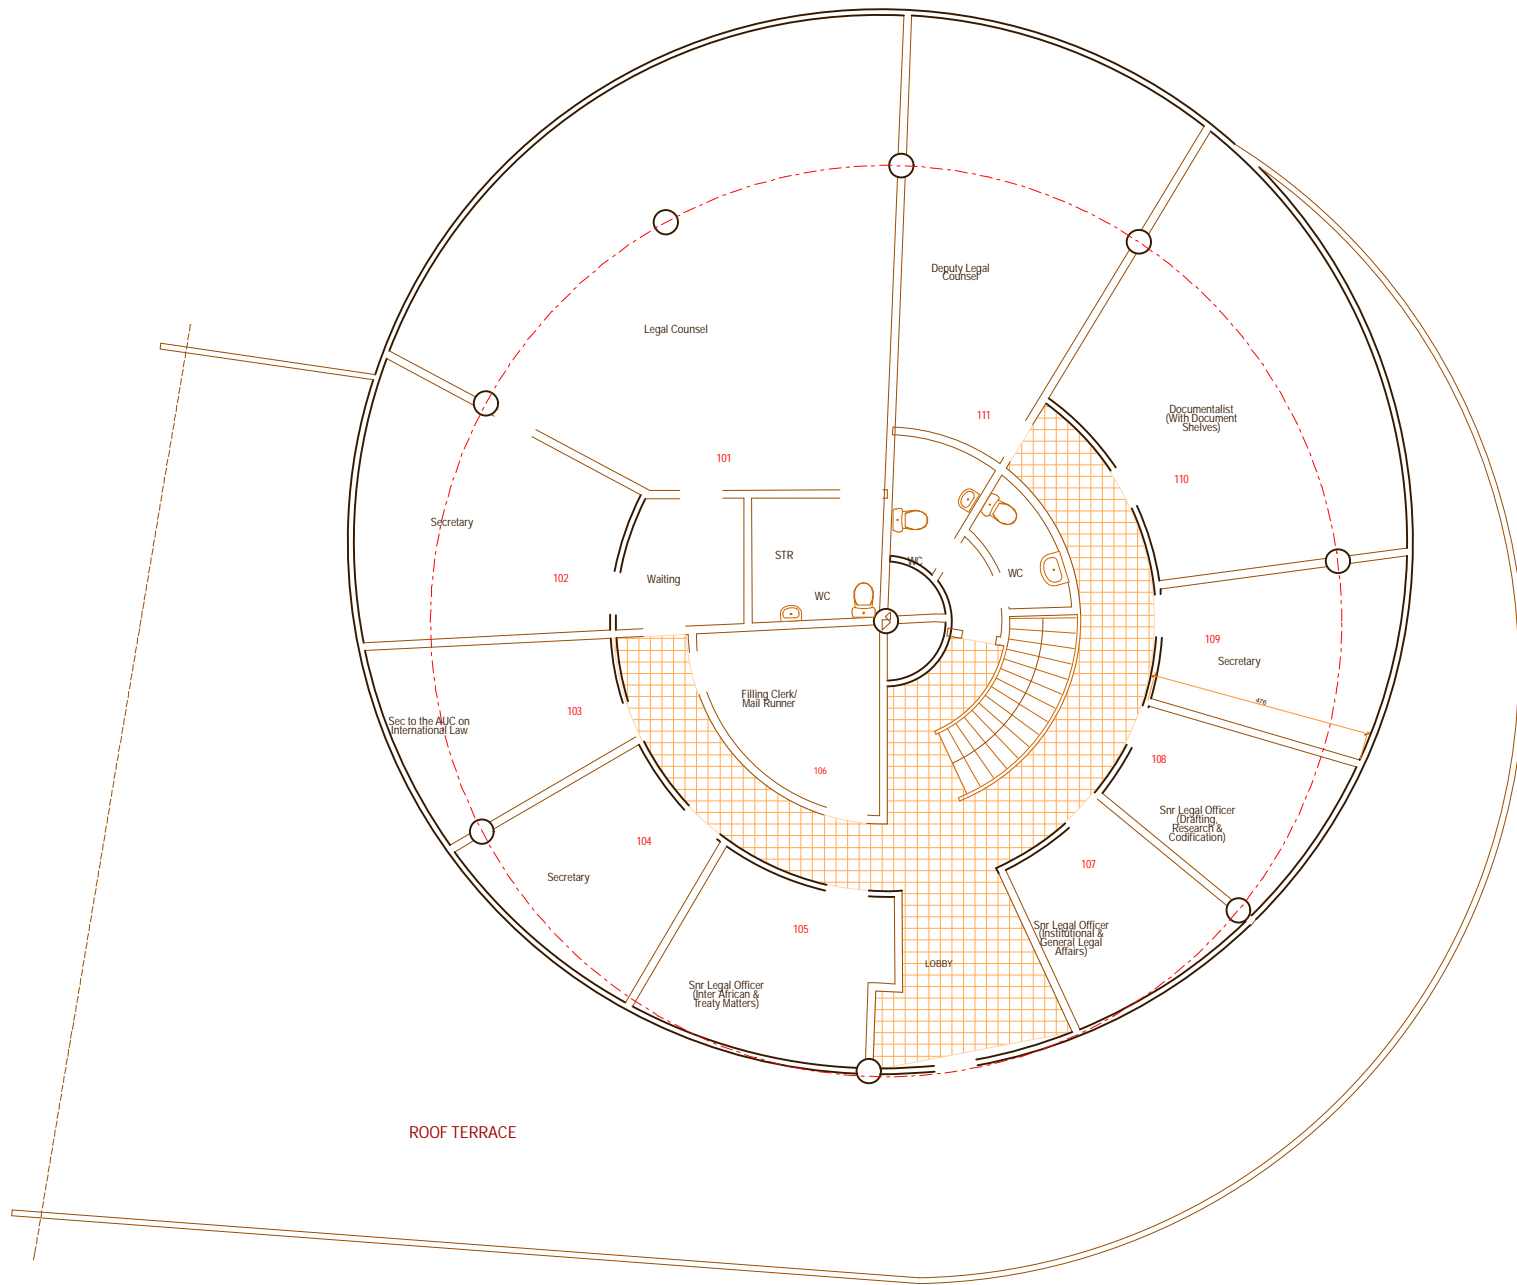 Deputy Legal
Counsel
Legal Counsel
111
Documentalist
(With Document
Shelves)
101
110
Secretary
STR
WC
102
Waiting
WC
WC
109
Secretary
Filling Clerk/
Mail Runner
476
103
Sec to the AUC on
International Law
108
106
Snr Legal Officer
(Drafting,
Research &
Codification)
104
107
Secretary
105
Snr Legal Officer
(Institutional &
General Legal
Affairs)
LOBBY
Snr Legal Officer
(Inter African &
Treaty Matters)
ROOF TERRACE